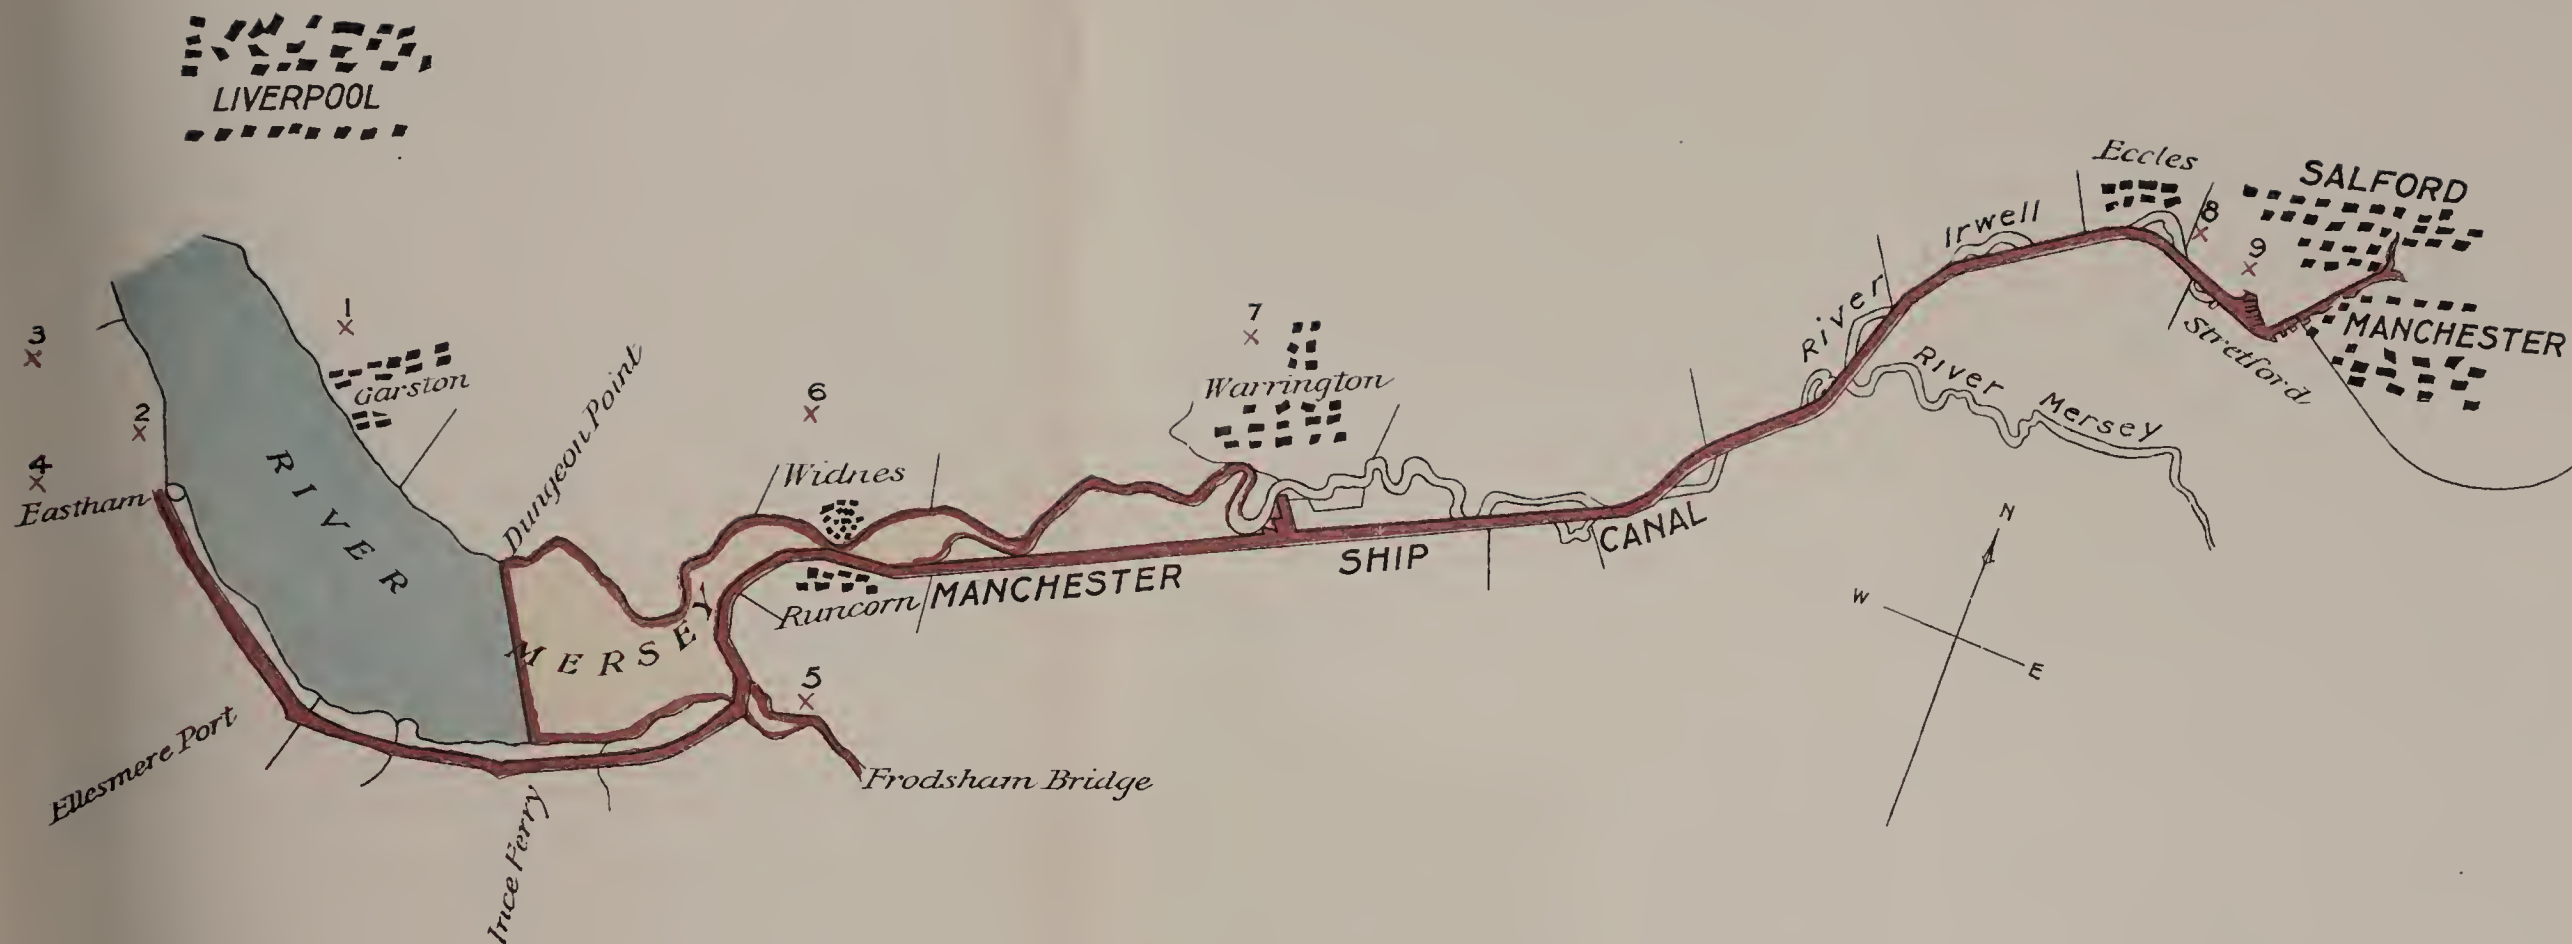 LIVERPOOL
Eccles
SALFORD
8
9
River Irwell
MANCHESTER
Stretford
3
1
Garston
2
4
Eastham
RIVER MERSEY
Dungeon Point
6
Widnes
7
Warrington
River Mersey
MANCHESTER SHIP CANAL
Runcorn
5
Frodsham Bridge
Ellesmere Port
Ince Ferry
N
W
E